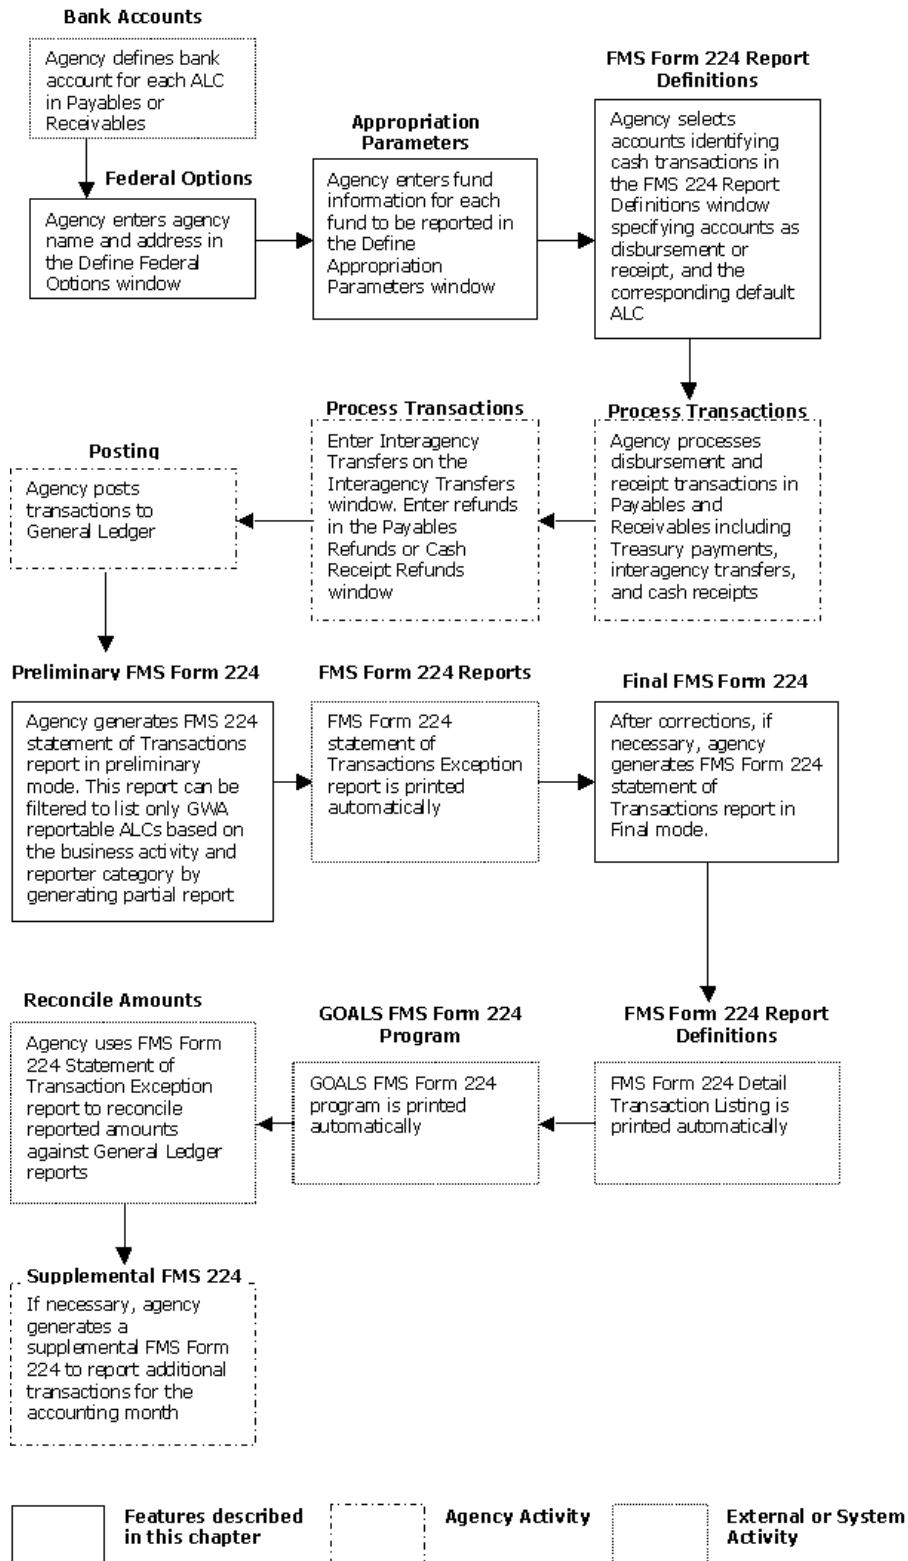 Bank Accounts
Agency defines bank
account for each ALC
in Payables or
Receivables
Federal Options
Agency enters agency
name and address in
the Define Federal
Options window
Appropriation
Parameters
Agency enters fund
information for each
fund to be reported in
the Define
Appropriation
Parameters window
FMS Form 224 Report
Definitions
Agency selects
accounts identifying
cash transactions in
the FMS 224 Report
Definitions window
specifying accounts as
disbursement or
receipt, and the
corresponding default
ALC
Process Transactions
Agency processes
disbursement and
receipt transactions in
Payables and
Receivables including
Treasury payments,
interagency transfers,
and cash receipts
Process Transactions
Enter Interagency
Transfers on the
Interagency Transfers
window. Enter refunds
in the Payables
Refunds or Cash
Receipt Refunds
window
Posting
Agency posts
transactions to
General Ledger
Preliminary FMS Form 224
Agency generates FMS 224
statement of Transactions
report in preliminary
mode. This report can be
filtered to list only GWA
reportable ALCs based on
the business activity and
reporter category by
generating partial report
FMS Form 224 Reports
FMS Form 224
statement of
Transactions Exception
report is printed
automatically
Final FMS Form 224
After corrections, if
necessary, agency
generates FMS Form 224
statement of
Transactions report in
Final mode.
FMS Form 224 Report
Definitions
FMS Form 224 Detail
Transaction Listing is
printed automatically
GOALS FMS Form 224
Program
GOALS FMS Form 224
program is printed
automatically
Reconcile Amounts
Agency uses FMS Form
224 Statement of
Transaction Exception
report to reconcile
reported amounts
against General Ledger
reports
Supplemental FMS 224
If necessary, agency
generates a
supplemental FMS Form
224 to report additional
transactions for the
accounting month
Features described
in this chapter
Agency Activity
External or System
Activity